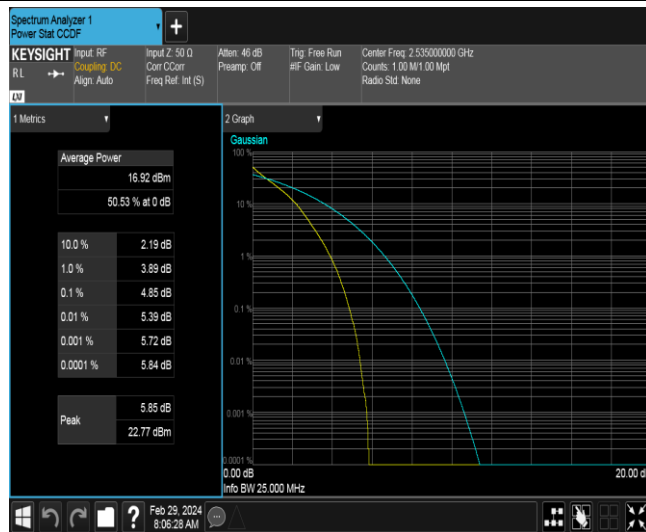 Spectrum Analyzer 1
Power Stat CCDF
KEYSIGHT
RL
LXI
Input: RF
Coupling: DC
Align: Auto
Input Z: 50 Ω
Corr CCorr
Freq Ref: Int (S)
Atten: 46 dB
Preamp: Off
Trig: Free Run
#IF Gain: Low
Center Freq: 2.535000000 GHz
Counts: 1.00 M/1.00 Mpt
Radio Std: None
1 Metrics
Average Power
16.92 dBm
50.53 % at 0 dB
10.0 % 2.19 dB
1.0 % 3.89 dB
0.1 % 4.85 dB
0.01 % 5.39 dB
0.001 % 5.72 dB
0.0001 % 5.84 dB
Peak
5.85 dB
22.77 dBm
2 Graph
Gaussian
100 %
10 %
1 %
0.1 %
0.01 %
0.001 %
0.0001 %
0.00 dB
20.00 d
Info BW 25.000 MHz
Feb 29, 2024
8:06:28 AM